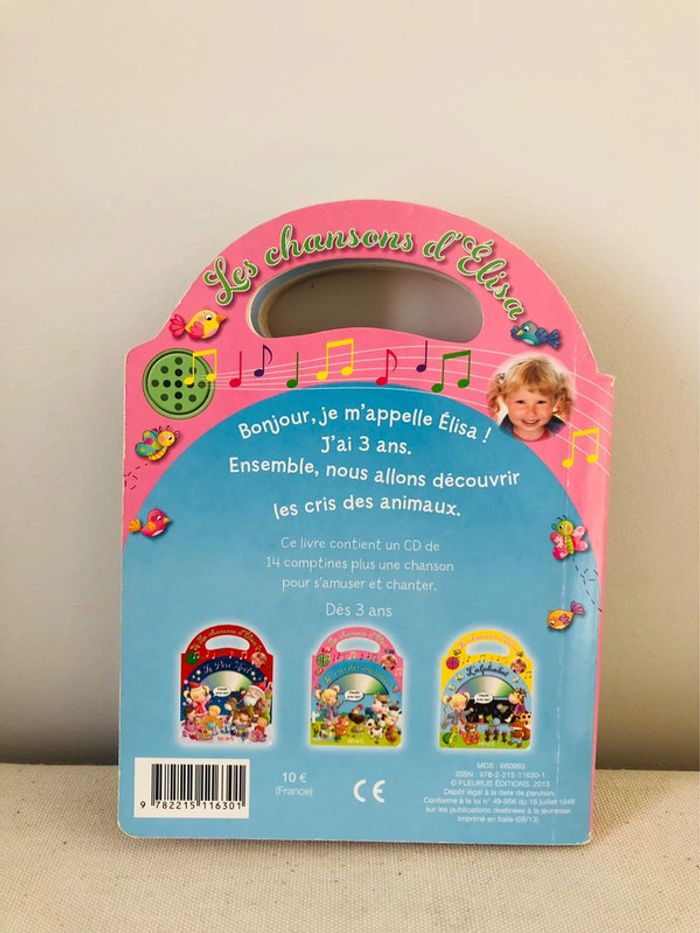 Les chansons d'Élisa
Bonjour, je m'appelle Élisa !
J'ai 3 ans.
Ensemble, nous allons découvrir
les cris des animaux.
Ce livre contient un CD de
14 comptines plus une chanson
pour s'amuser et chanter.
Dès 3 ans
Le Père Noël
L'alphabet
9 782215 116301
10 €
(France)
CE
MDS : 660993
ISBN : 978-2-215-11630-1
© FLEURUS EDITIONS, 2013
Dépôt légal à la date de parution.
Conforme à la loi n° 49-956 du 16 juillet 1949
sur les publications destinées à la jeunesse.
Imprimé en Italie (08/13).